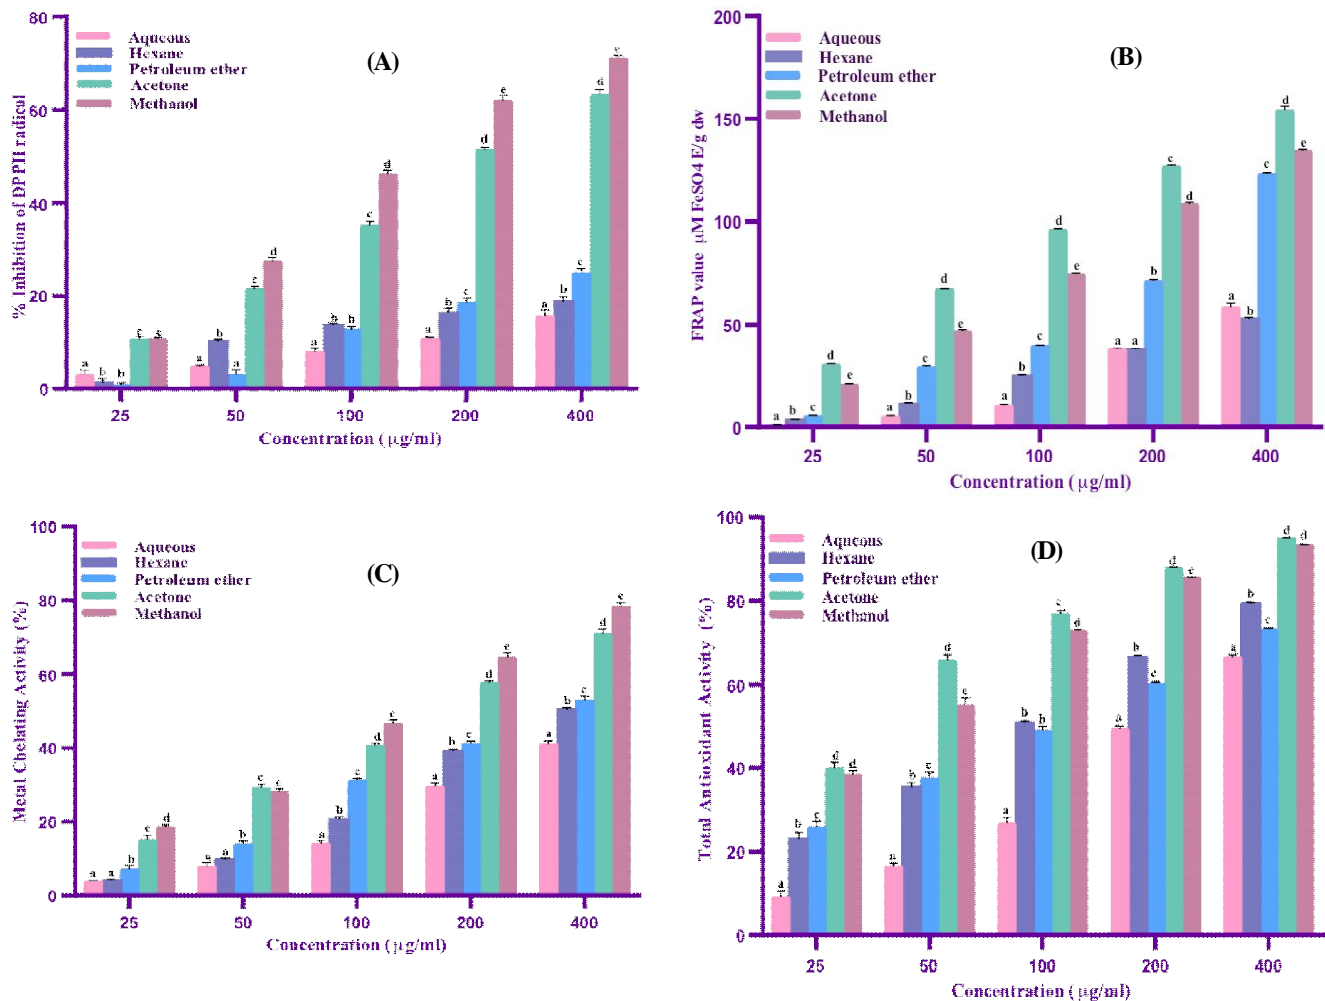 80
60
40
20
0
% Inhibition of DPPH radical
Aqueous
Hexane
Petroleum ether
Acetone
Methanol
(A)
a b b c c
a b a c d
a b b c d
a b c d e
a b c d e
25 50 100 200 400
Concentration (µg/ml)
200
150
100
50
0
FRAP value µM FeSO4 E/g dw
Aqueous
Hexane
Petroleum ether
Acetone
Methanol
(B)
a b c d e
a b c d e
a b c d e
a a c c d
a b c d e
25 50 100 200 400
Concentration (µg/ml)
100
80
60
40
20
0
Metal Chelating Activity (%)
Aqueous
Hexane
Petroleum ether
Acetone
Methanol
(C)
a a b c d
a a b c c
a b c d e
a b c d e
a b c d e
25 50 100 200 400
Concentration (µg/ml)
100
80
60
40
20
0
Total Antioxidant Activity (%)
Aqueous
Hexane
Petroleum ether
Acetone
Methanol
(D)
a b c d d
a b c d e
a b b c d
a b c d e
a b c d d
25 50 100 200 400
Concentration (µg/ml)